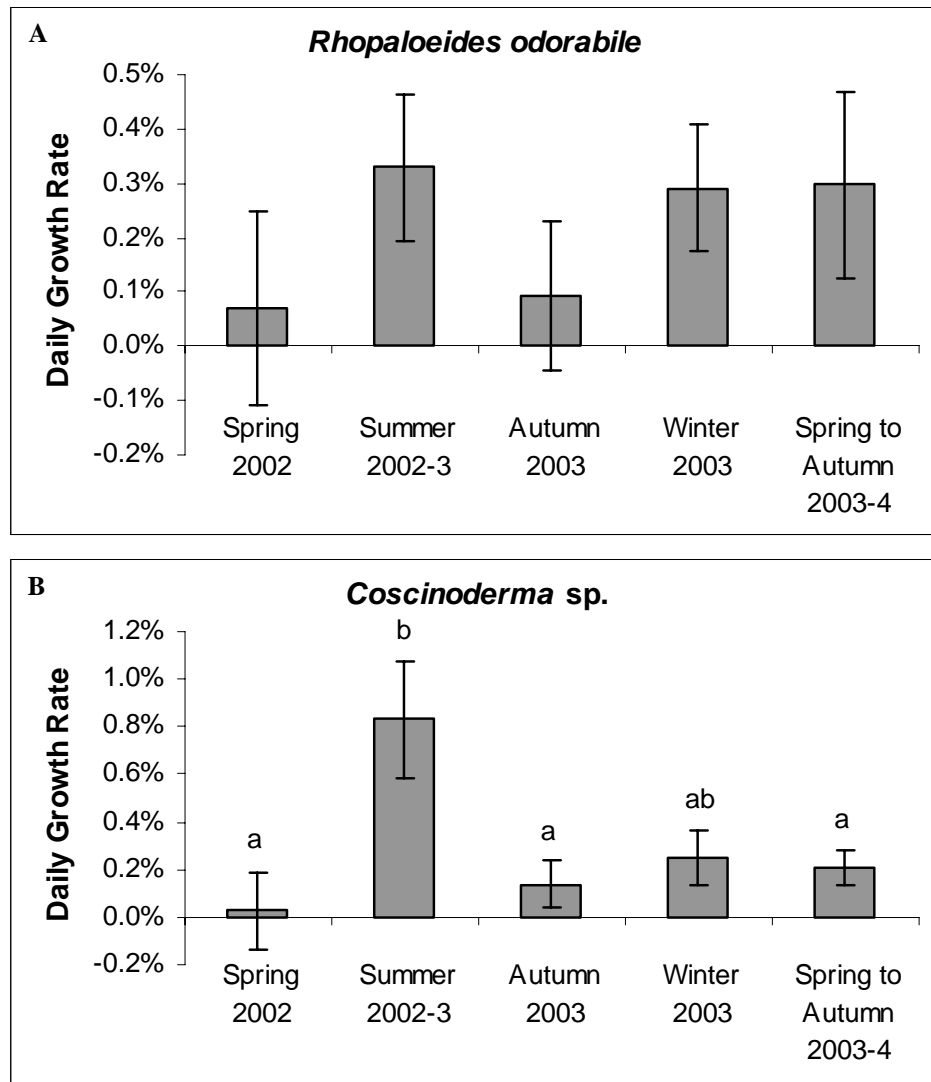 A
Rhopaloeides odorabile
Daily Growth Rate
0.5%
0.4%
0.3%
0.2%
0.1%
0.0%
-0.1%
-0.2%
Spring
2002
Summer
2002-3
Autumn
2003
Winter
2003
Spring to
Autumn
2003-4
B
Coscinoderma sp.
Daily Growth Rate
1.2%
1.0%
0.8%
0.6%
0.4%
0.2%
0.0%
-0.2%
a
b
a
ab
a
Spring
2002
Summer
2002-3
Autumn
2003
Winter
2003
Spring to
Autumn
2003-4